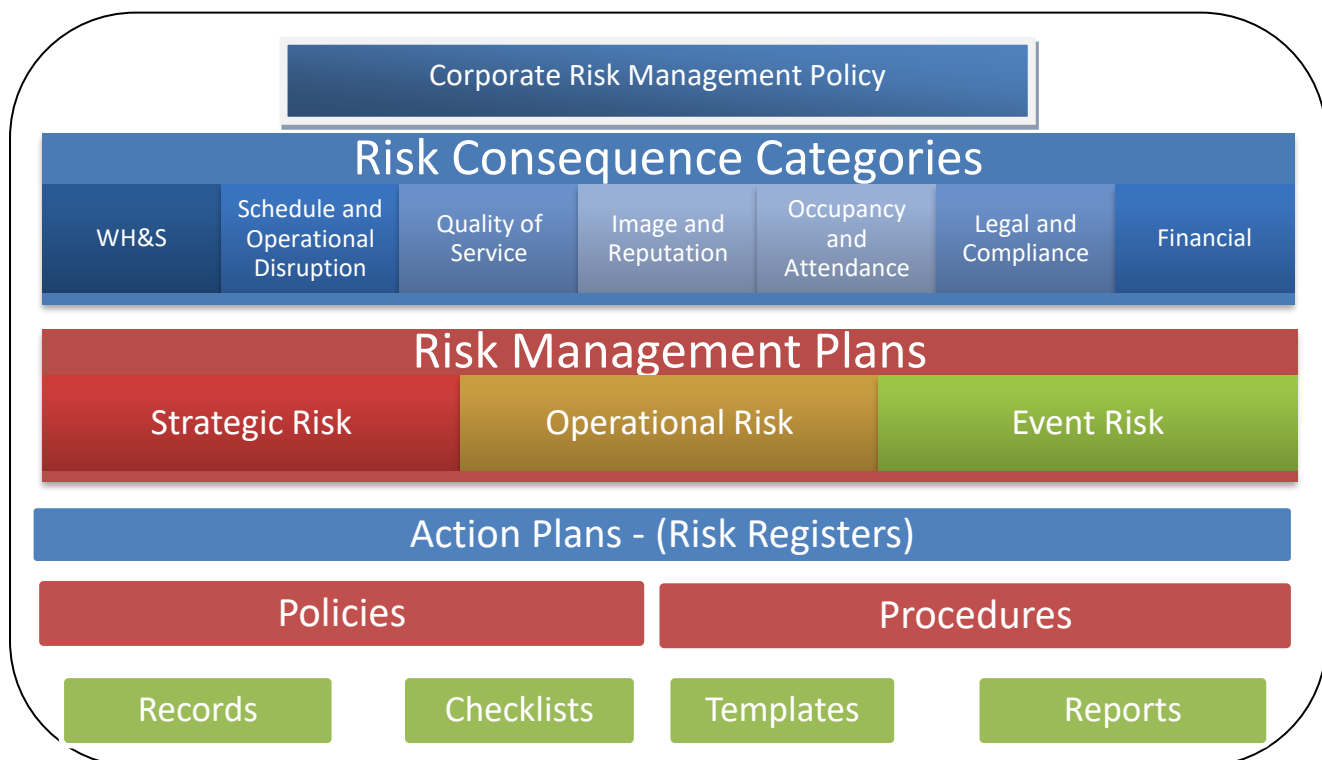 Corporate Risk Management Policy
Risk Consequence Categories
WH&S
Schedule and
Operational
Disruption
Quality of
Service
Image and
Reputation
Occupancy
and
Attendance
Legal and
Compliance
Financial
Risk Management Plans
Strategic Risk
Operational Risk
Event Risk
Action Plans - (Risk Registers)
Policies
Procedures
Records
Checklists
Templates
Reports